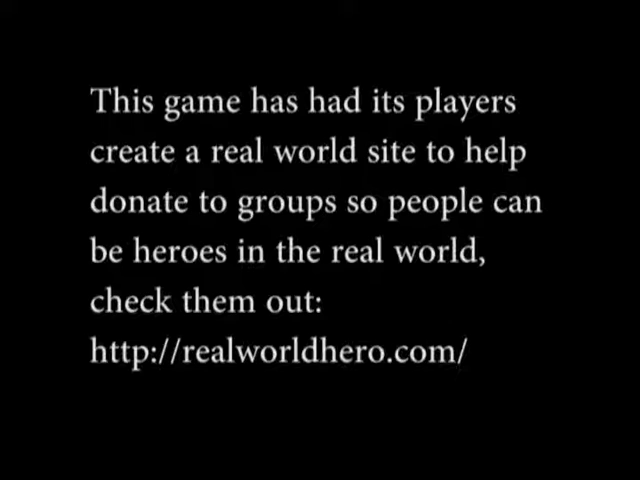 This game has had its players
create a real world site to help
donate to groups so people can
be heroes in the real world,
check them out:
http://realworldhero.com/